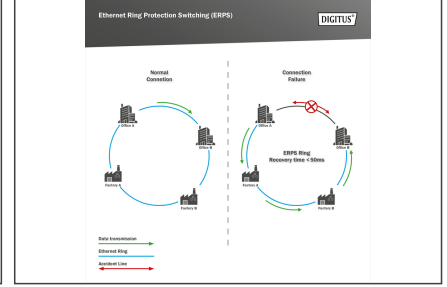 Ethernet Ring Protection Switching (ERPS)
DIGITUS®
Normal
Connetion
Connection
Failure
Office A
Office B
Factory A
Factory B
Office A
Office B
ERPS Ring
Recovery time <50ms
Factory A
Factory B
Data transmission
Ethernet Ring
Accident Line